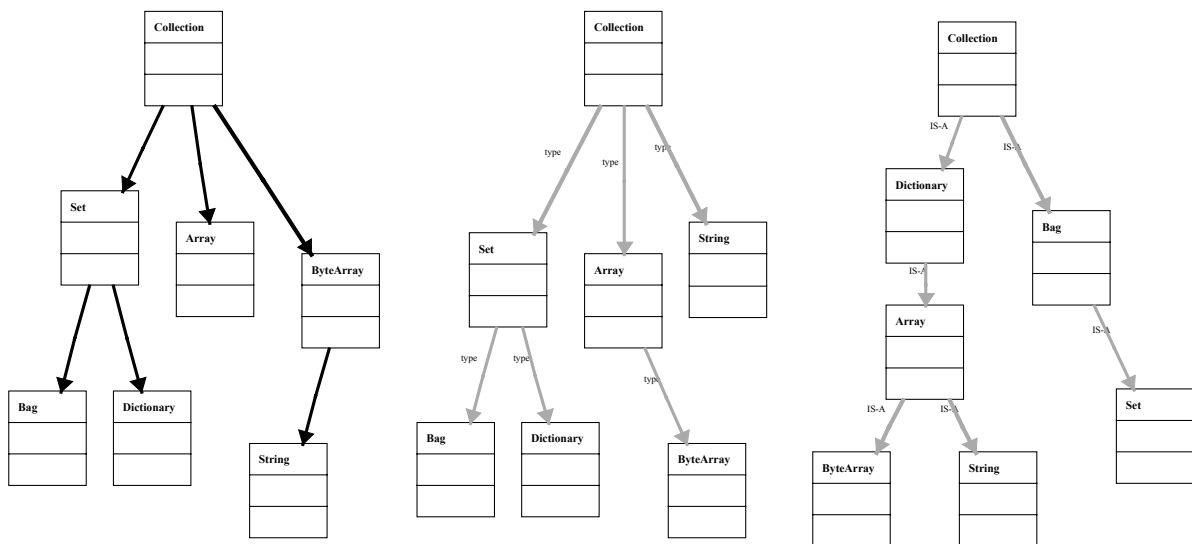 Collection
Set
Array
ByteArray
Bag
Dictionary
String
Collection
type
type
type
Set
Array
String
type
type
type
Bag
Dictionary
ByteArray
Collection
IS-A
IS-A
Dictionary
Bag
IS-A
Array
IS-A
IS-A
IS-A
Set
ByteArray
String